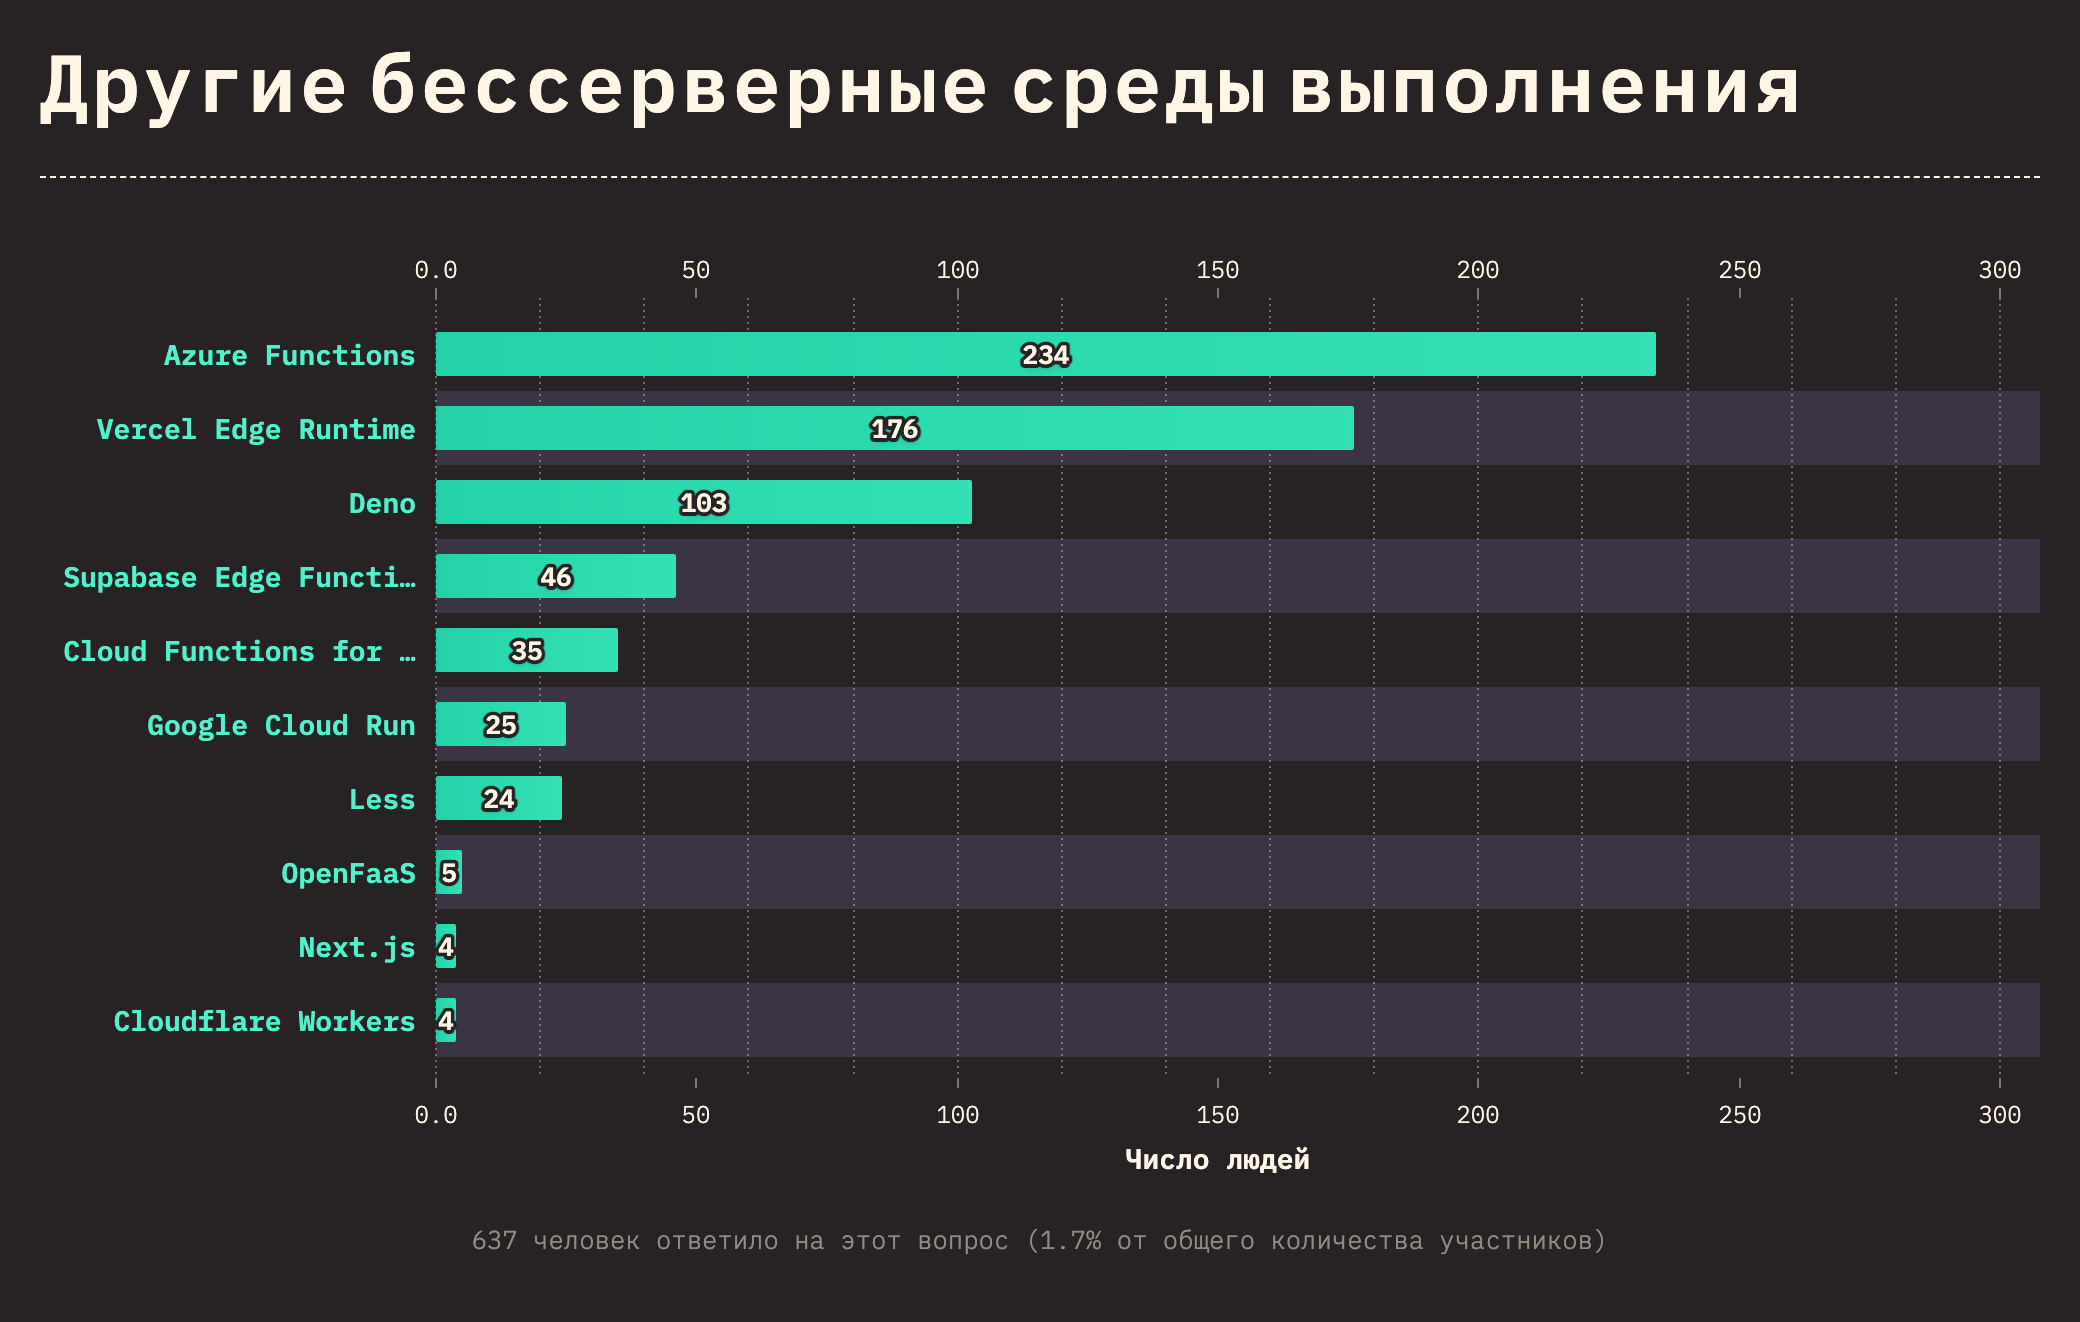 Другие бессерверные среды выполнения
0.0 50 100 150 200 250 300
Azure Functions 234
Vercel Edge Runtime 176
Deno 103
Supabase Edge Functi… 46
Cloud Functions for … 35
Google Cloud Run 25
Less 24
OpenFaaS 5
Next.js 4
Cloudflare Workers 4
0.0 50 100 150 200 250 300
Число людей
637 человек ответило на этот вопрос (1.7% от общего количества участников)